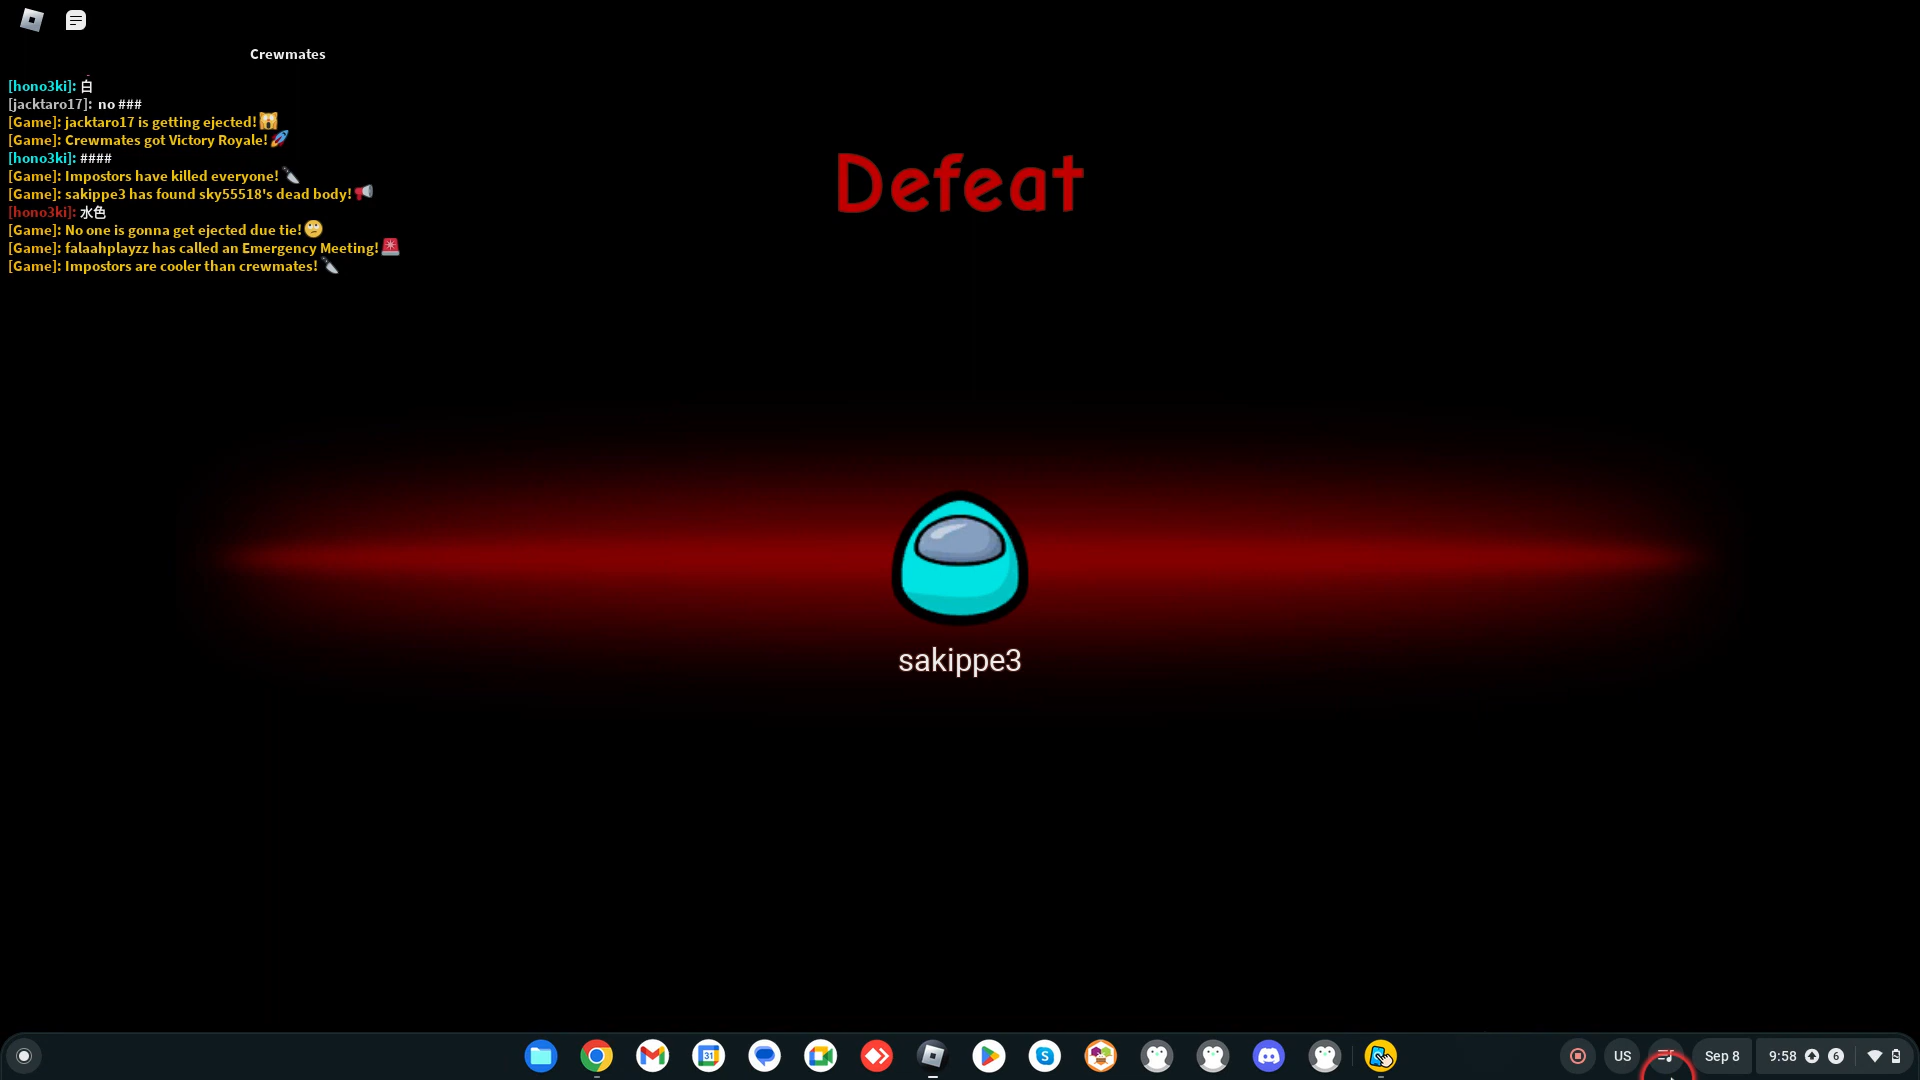 Crewmates
[hono3ki]: 白
[jacktaro17]: no ###
[Game]: jacktaro17 is getting ejected!🙀
[Game]: Crewmates got Victory Royale!🚀
[hono3ki]: ####
[Game]: Impostors have killed everyone!🔪
[Game]: sakippe3 has found sky55518's dead body!📢
[hono3ki]: 水色
[Game]: No one is gonna get ejected due tie!🙄
[Game]: falaahplayzz has called an Emergency Meeting!🚨
[Game]: Impostors are cooler than crewmates!🔪
Defeat
sakippe3
31
S
US
Sep 8
9:58
6